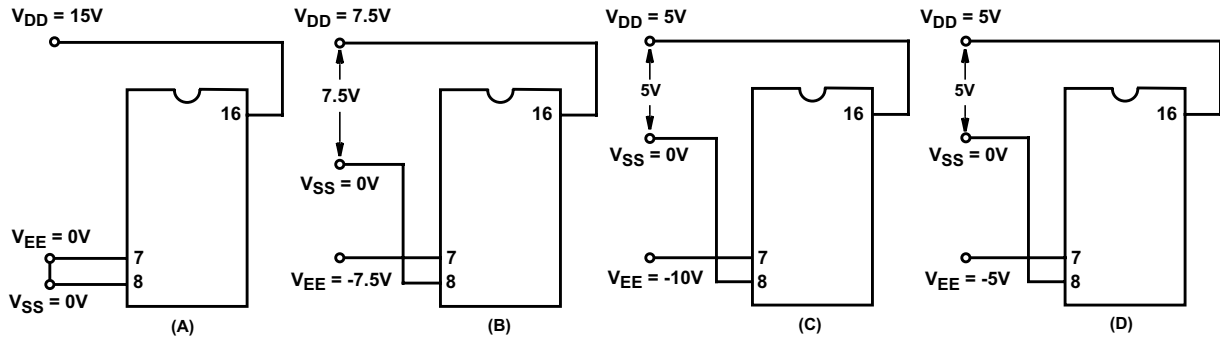 V_DD = 15V
16
V_EE = 0V
7
8
V_SS = 0V
(A)
V_DD = 7.5V
7.5V
16
V_SS = 0V
7
V_EE = -7.5V
8
(B)
V_DD = 5V
5V
16
V_SS = 0V
7
V_EE = -10V
8
(C)
V_DD = 5V
5V
16
V_SS = 0V
7
V_EE = -5V
8
(D)